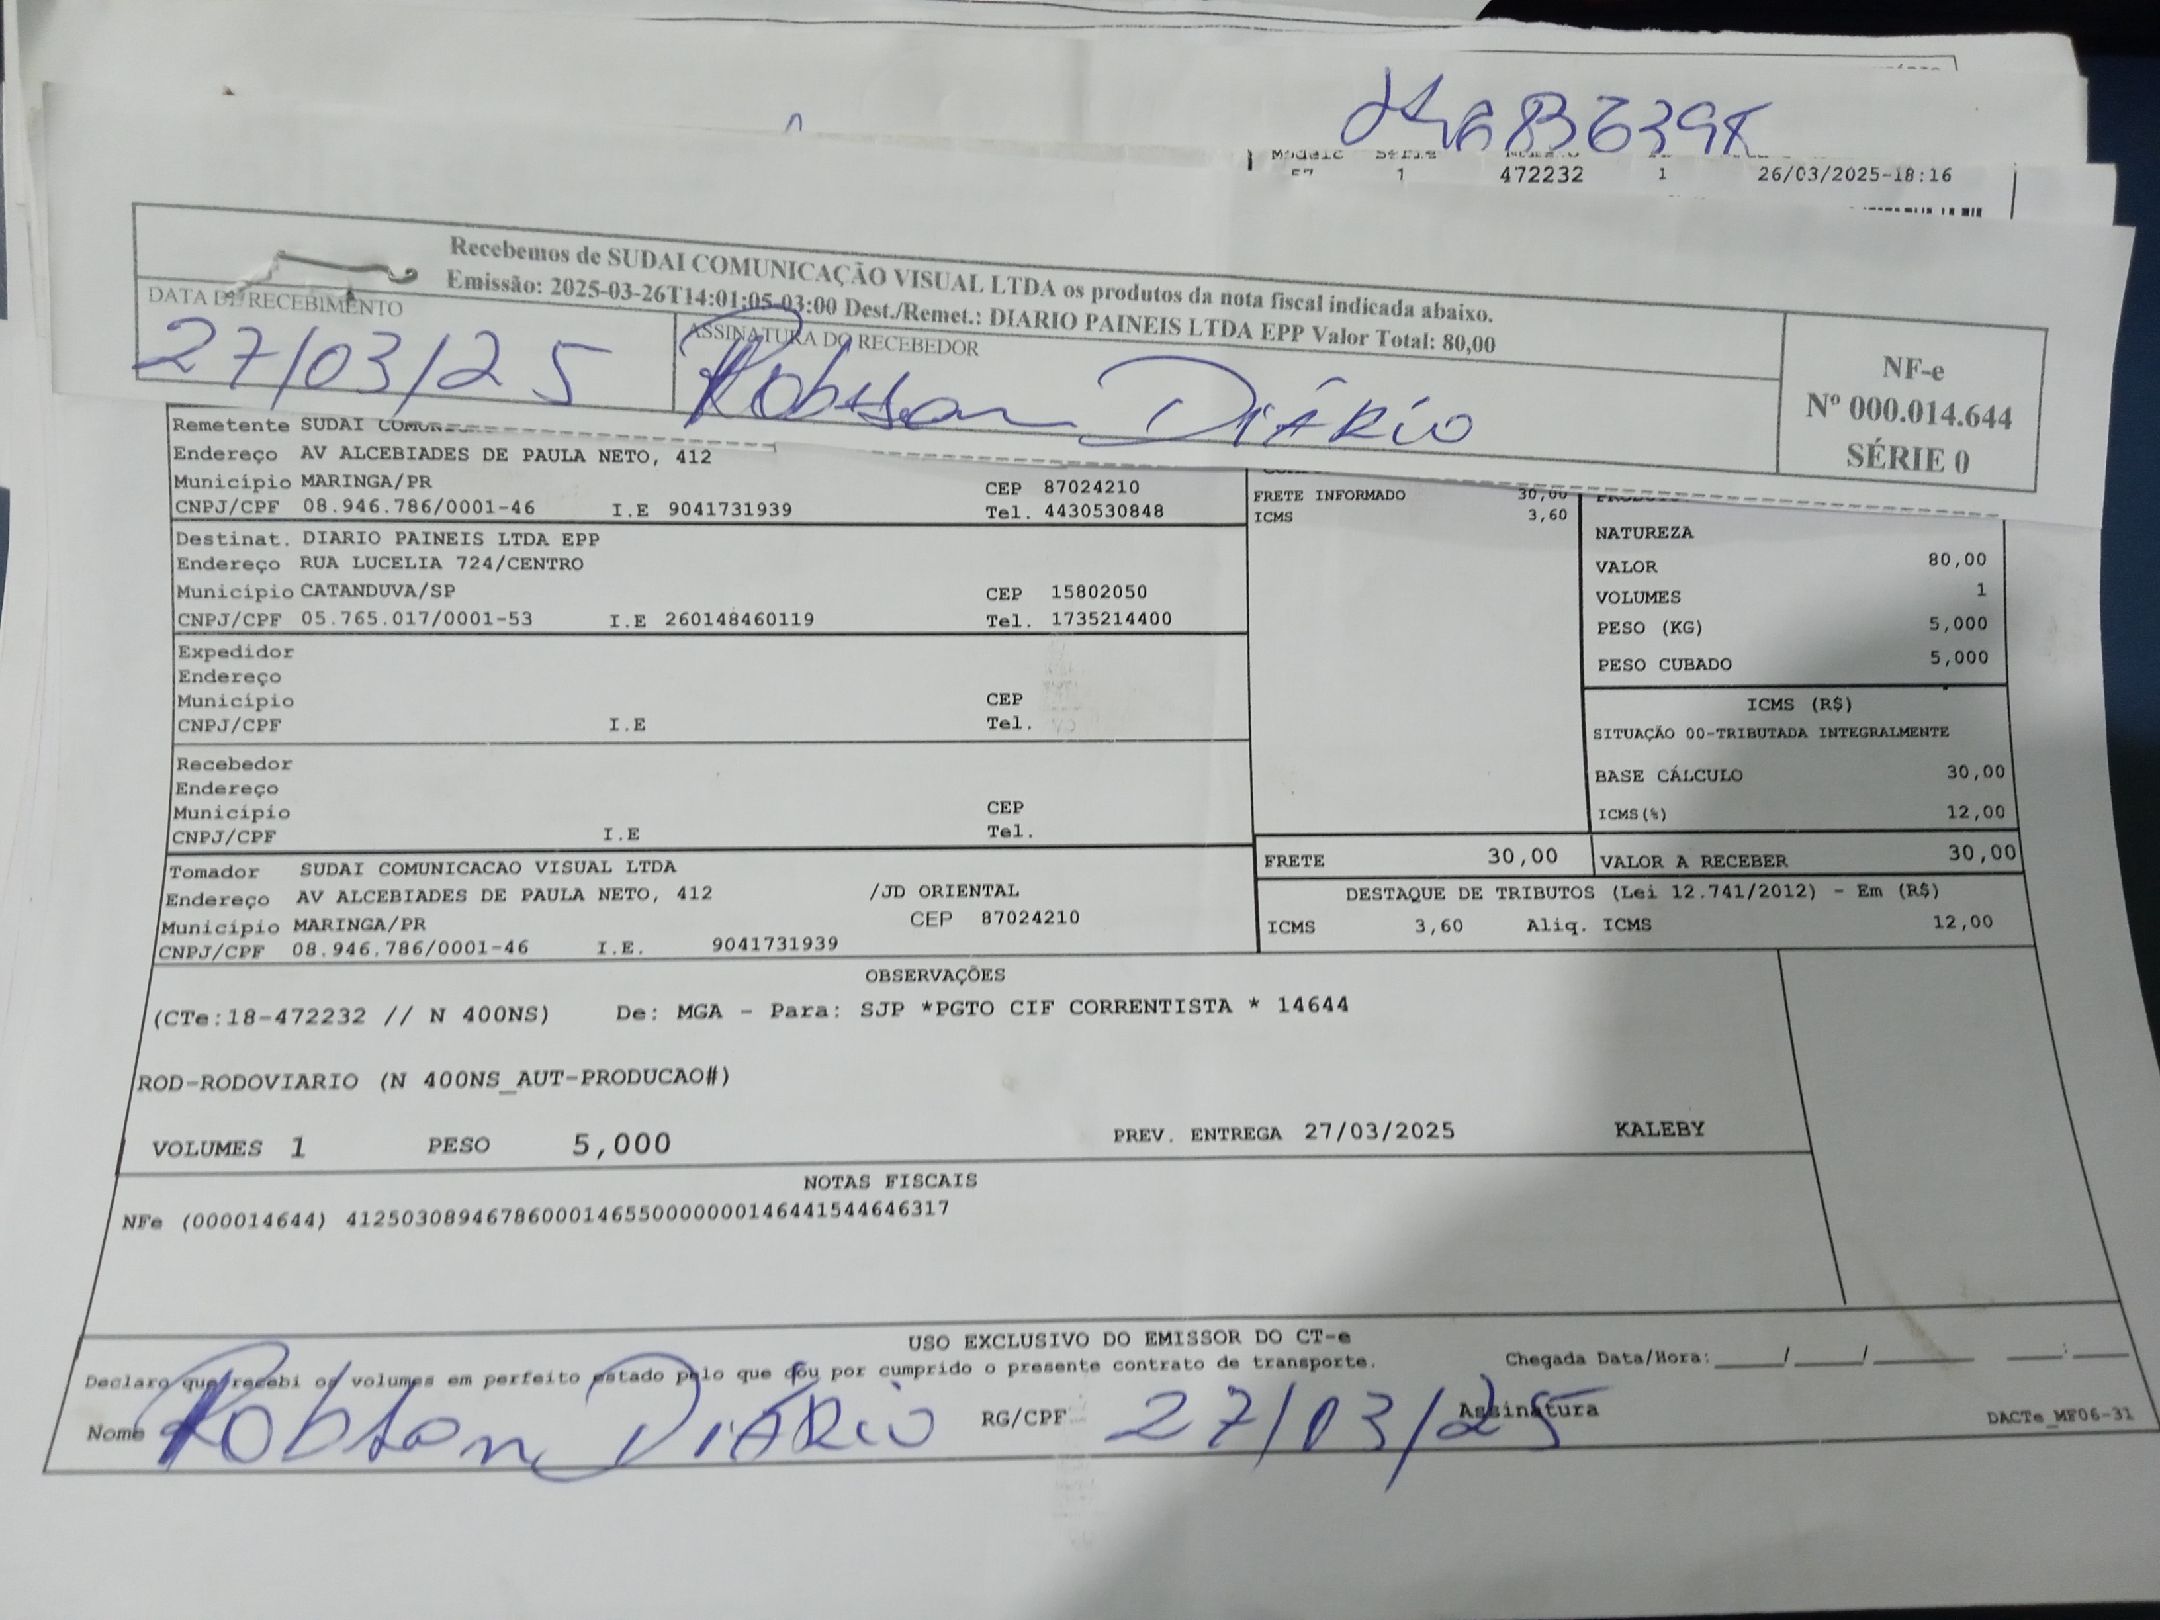 Modelo Série
57 1 472232 1 26/03/2025-18:16
Recebemos de SUDAI COMUNICAÇÃO VISUAL LTDA os produtos da nota fiscal indicada abaixo.
Emissão: 2025-03-26T14:01:05-03:00 Dest./Remet.: DIARIO PAINEIS LTDA EPP Valor Total: 80,00
DATA DE RECEBIMENTO
27/03/25
ASSINATURA DO RECEBEDOR
Robson DIÁRIO
NF-e
Nº 000.014.644
SÉRIE 0
Remetente SUDAI
Endereço AV ALCEBIADES DE PAULA NETO, 412
Município MARINGA/PR CEP 87024210
CNPJ/CPF 08.946.786/0001-46 I.E 9041731939 Tel. 4430530848
Destinat. DIARIO PAINEIS LTDA EPP
Endereço RUA LUCELIA 724/CENTRO
Município CATANDUVA/SP CEP 15802050
CNPJ/CPF 05.765.017/0001-53 I.E 260148460119 Tel. 1735214400
Expedidor
Endereço
Município CEP
CNPJ/CPF I.E Tel.
Recebedor
Endereço
Município CEP
CNPJ/CPF I.E Tel.
Tomador SUDAI COMUNICACAO VISUAL LTDA
Endereço AV ALCEBIADES DE PAULA NETO, 412 /JD ORIENTAL
Município MARINGA/PR CEP 87024210
CNPJ/CPF 08.946.786/0001-46 I.E. 9041731939
FRETE INFORMADO 30,00
ICMS 3,60
NATUREZA
VALOR 80,00
VOLUMES 1
PESO (KG) 5,000
PESO CUBADO 5,000
ICMS (R$)
SITUAÇÃO 00-TRIBUTADA INTEGRALMENTE
BASE CÁLCULO 30,00
ICMS(%) 12,00
FRETE 30,00 VALOR A RECEBER 30,00
DESTAQUE DE TRIBUTOS (Lei 12.741/2012) - Em (R$)
ICMS 3,60 Aliq. ICMS 12,00
OBSERVAÇÕES
(CTe:18-472232 // N 400NS) De: MGA - Para: SJP *PGTO CIF CORRENTISTA * 14644
ROD-RODOVIARIO (N 400NS_AUT-PRODUCAO#)
VOLUMES 1 PESO 5,000 PREV. ENTREGA 27/03/2025 KALEBY
NOTAS FISCAIS
NFe (000014644) 41250308946786000146550000000146441544646317
USO EXCLUSIVO DO EMISSOR DO CT-e
Declaro que recebi os volumes em perfeito estado pelo que dou por cumprido o presente contrato de transporte. Chegada Data/Hora:____/____/______ ___:___
Nome Robson DIÁRIO RG/CPF 27/03/25 Assinatura DACTe_MF06-31